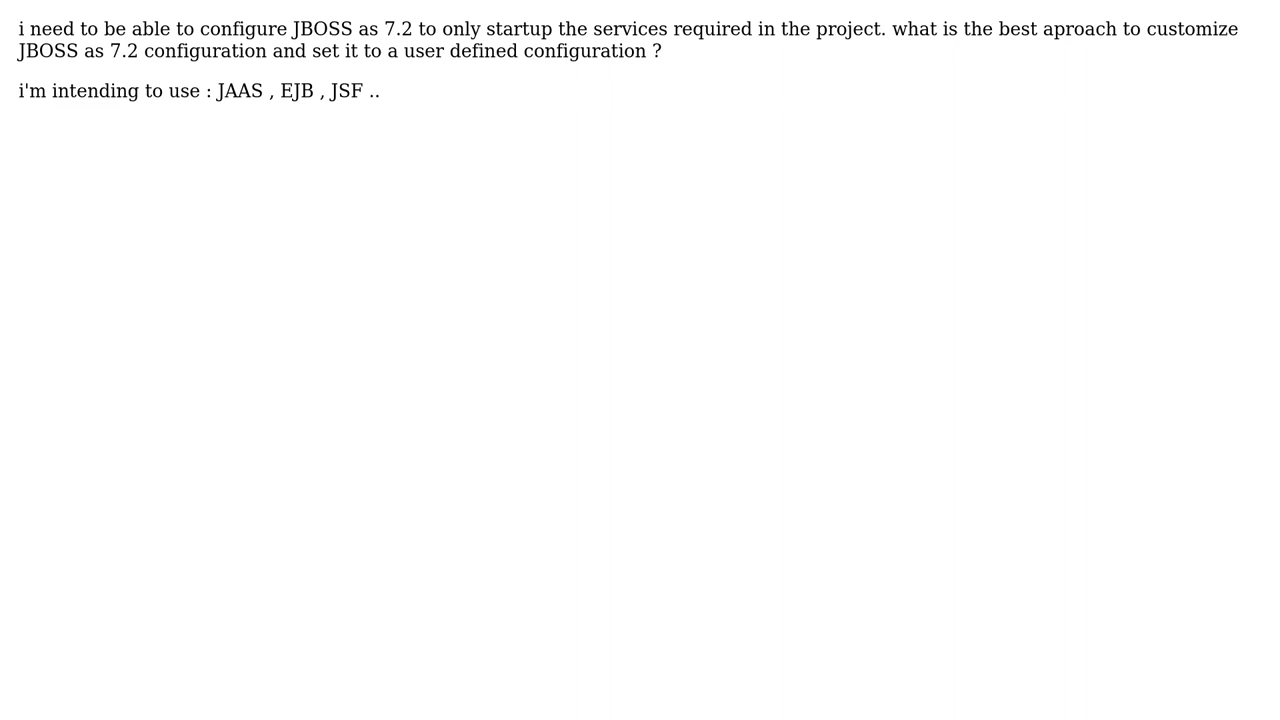 i need to be able to configure JBOSS as 7.2 to only startup the services required in the project. what is the best aproach to customize
JBOSS as 7.2 configuration and set it to a user defined configuration ?
i'm intending to use : JAAS , EJB , JSF ..